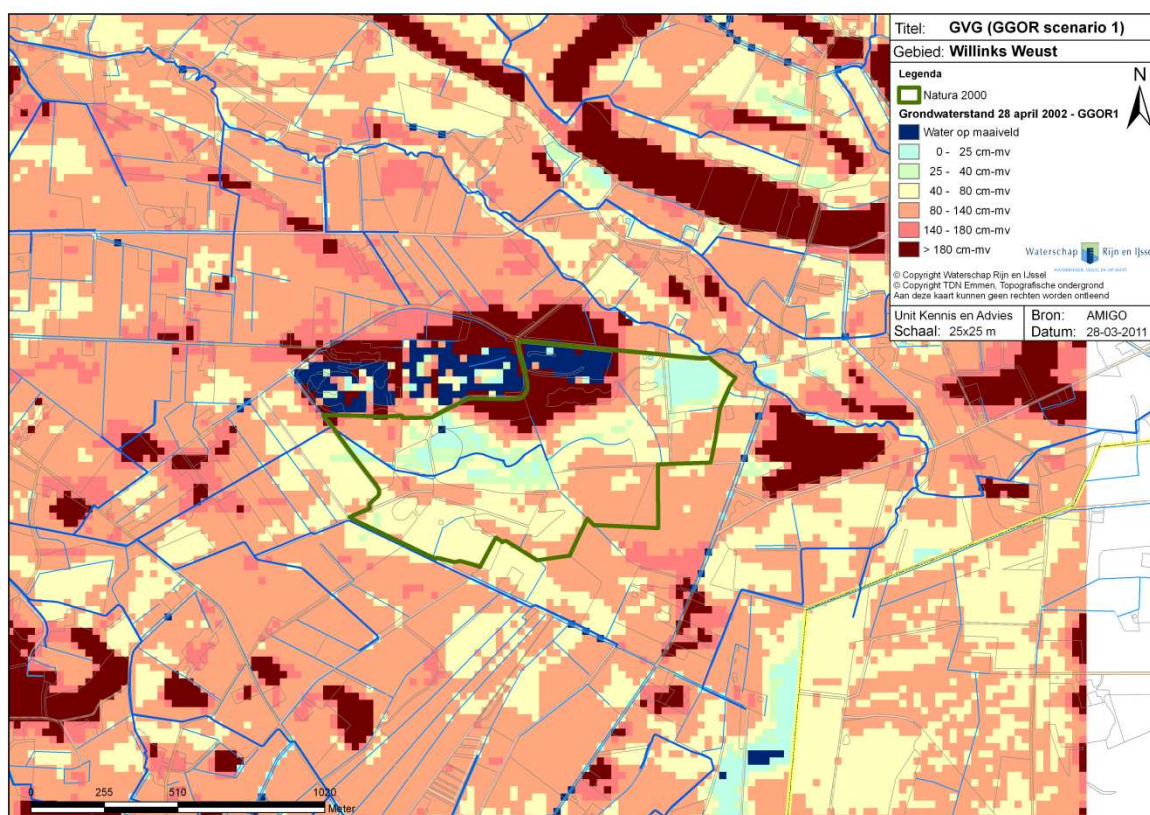 Titel: GVG (GGOR scenario 1)
Gebied: Willinks Weust
Legenda
N
Natura 2000
Grondwaterstand 28 april 2002 - GGOR1
Water op maaiveld
0 - 25 cm-mv
25 - 40 cm-mv
40 - 80 cm-mv
80 - 140 cm-mv
140 - 180 cm-mv
> 180 cm-mv
Waterschap Rijn en IJssel
© Copyright Waterschap Rijn en IJssel
© Copyright TDN Emmen, Topografische ondergrond
Aan deze kaart kunnen geen rechten worden ontleend
Unit Kennis en Advies
Schaal: 25x25 m
Bron: AMIGO
Datum: 28-03-2011
0 255 510 1020
Meter